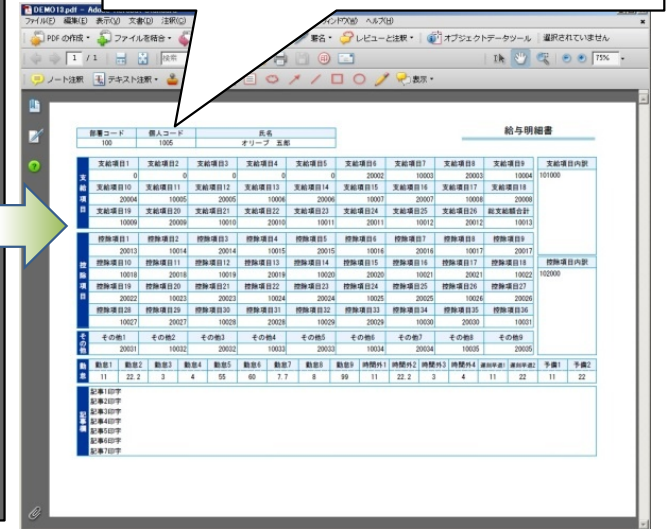 DEMO13.pdf - Adobe
ファイル(F) 編集(E) 表示(V) 文書(D) 注釈(C) ヘルプ(H)
PDF の作成 ファイルを結合 署名 レビューと注釈 オブジェクトデータツール 選択されていません
1 / 1 検索 75%
ノート注釈 テキスト注釈 表示
給与明細書
部署コード 個人コード 氏名
100 1005 オリーブ 五郎
支給項目
支給項目1 支給項目2 支給項目3 支給項目4 支給項目5 支給項目6 支給項目7 支給項目8 支給項目9 支給項目内訳
0 0 0 0 0 20002 10003 20003 10004 101000
支給項目10 支給項目11 支給項目12 支給項目13 支給項目14 支給項目15 支給項目16 支給項目17 支給項目18
20004 10005 20005 10006 20006 10007 20007 10008 20008
支給項目19 支給項目20 支給項目21 支給項目22 支給項目23 支給項目24 支給項目25 支給項目26 総支給額合計
10009 20009 10010 20010 10011 20011 10012 20012 10013
控除項目
控除項目1 控除項目2 控除項目3 控除項目4 控除項目5 控除項目6 控除項目7 控除項目8 控除項目9 控除項目内訳
20013 10014 20014 10015 20015 10016 20016 10017 20017
控除項目10 控除項目11 控除項目12 控除項目13 控除項目14 控除項目15 控除項目16 控除項目17 控除項目18
10018 20018 10019 20019 10020 20020 10021 20021 10022 102000
控除項目19 控除項目20 控除項目21 控除項目22 控除項目23 控除項目24 控除項目25 控除項目26 控除項目27
20022 10023 20023 10024 20024 10025 20025 10026 20026
控除項目28 控除項目29 控除項目30 控除項目31 控除項目32 控除項目33 控除項目34 控除項目35 控除項目36
10027 20027 10028 20028 10029 20029 10030 20030 10031
その他
その他1 その他2 その他3 その他4 その他5 その他6 その他7 その他8 その他9
20031 10032 20032 10033 20033 10034 20034 10035 20035
勤怠
勤怠1 勤怠2 勤怠3 勤怠4 勤怠5 勤怠6 勤怠7 勤怠8 勤怠9 時間外1 時間外2 時間外3 時間外4 遅刻早退1 遅刻早退2 予備1 予備2
11 22.2 3 4 55 60 7.7 8 99 11 22.2 3 4 11 22 11 22
記事欄
記事1印字
記事2印字
記事3印字
記事4印字
記事5印字
記事6印字
記事7印字